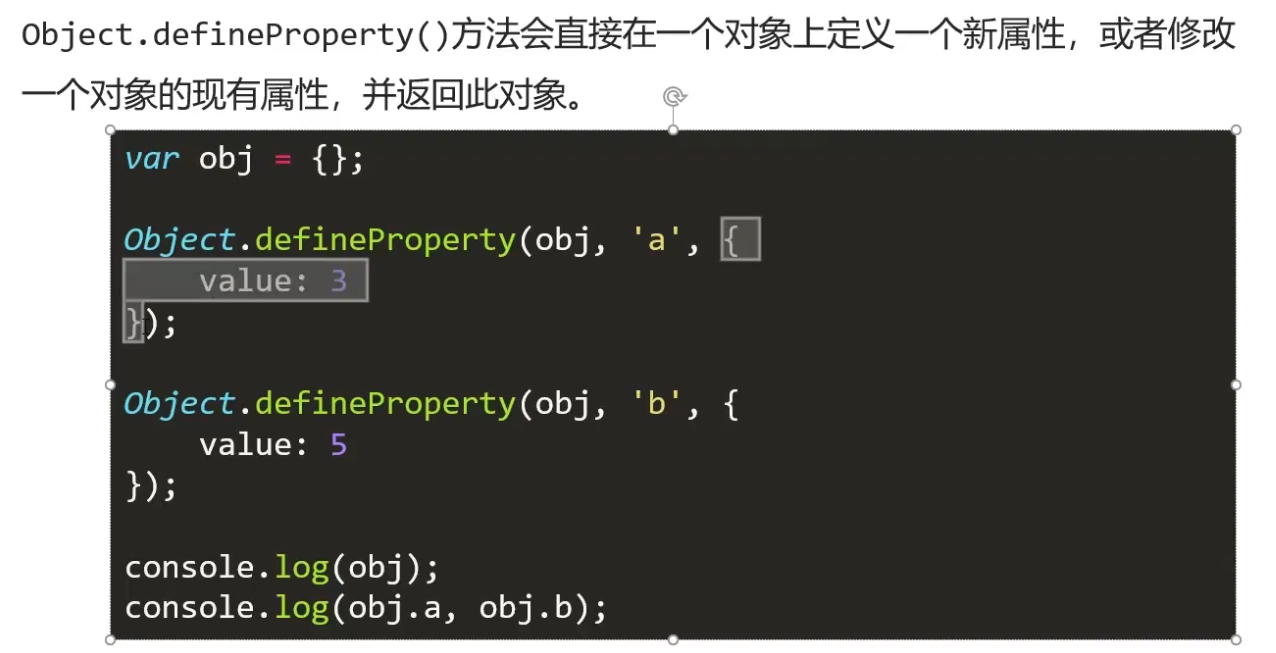 Object.defineProperty()方法会直接在一个对象上定义一个新属性，或者修改
一个对象的现有属性，并返回此对象。
var obj = {};
Object.defineProperty(obj, 'a', {
    value: 3
});
Object.defineProperty(obj, 'b', {
    value: 5
});
console.log(obj);
console.log(obj.a, obj.b);